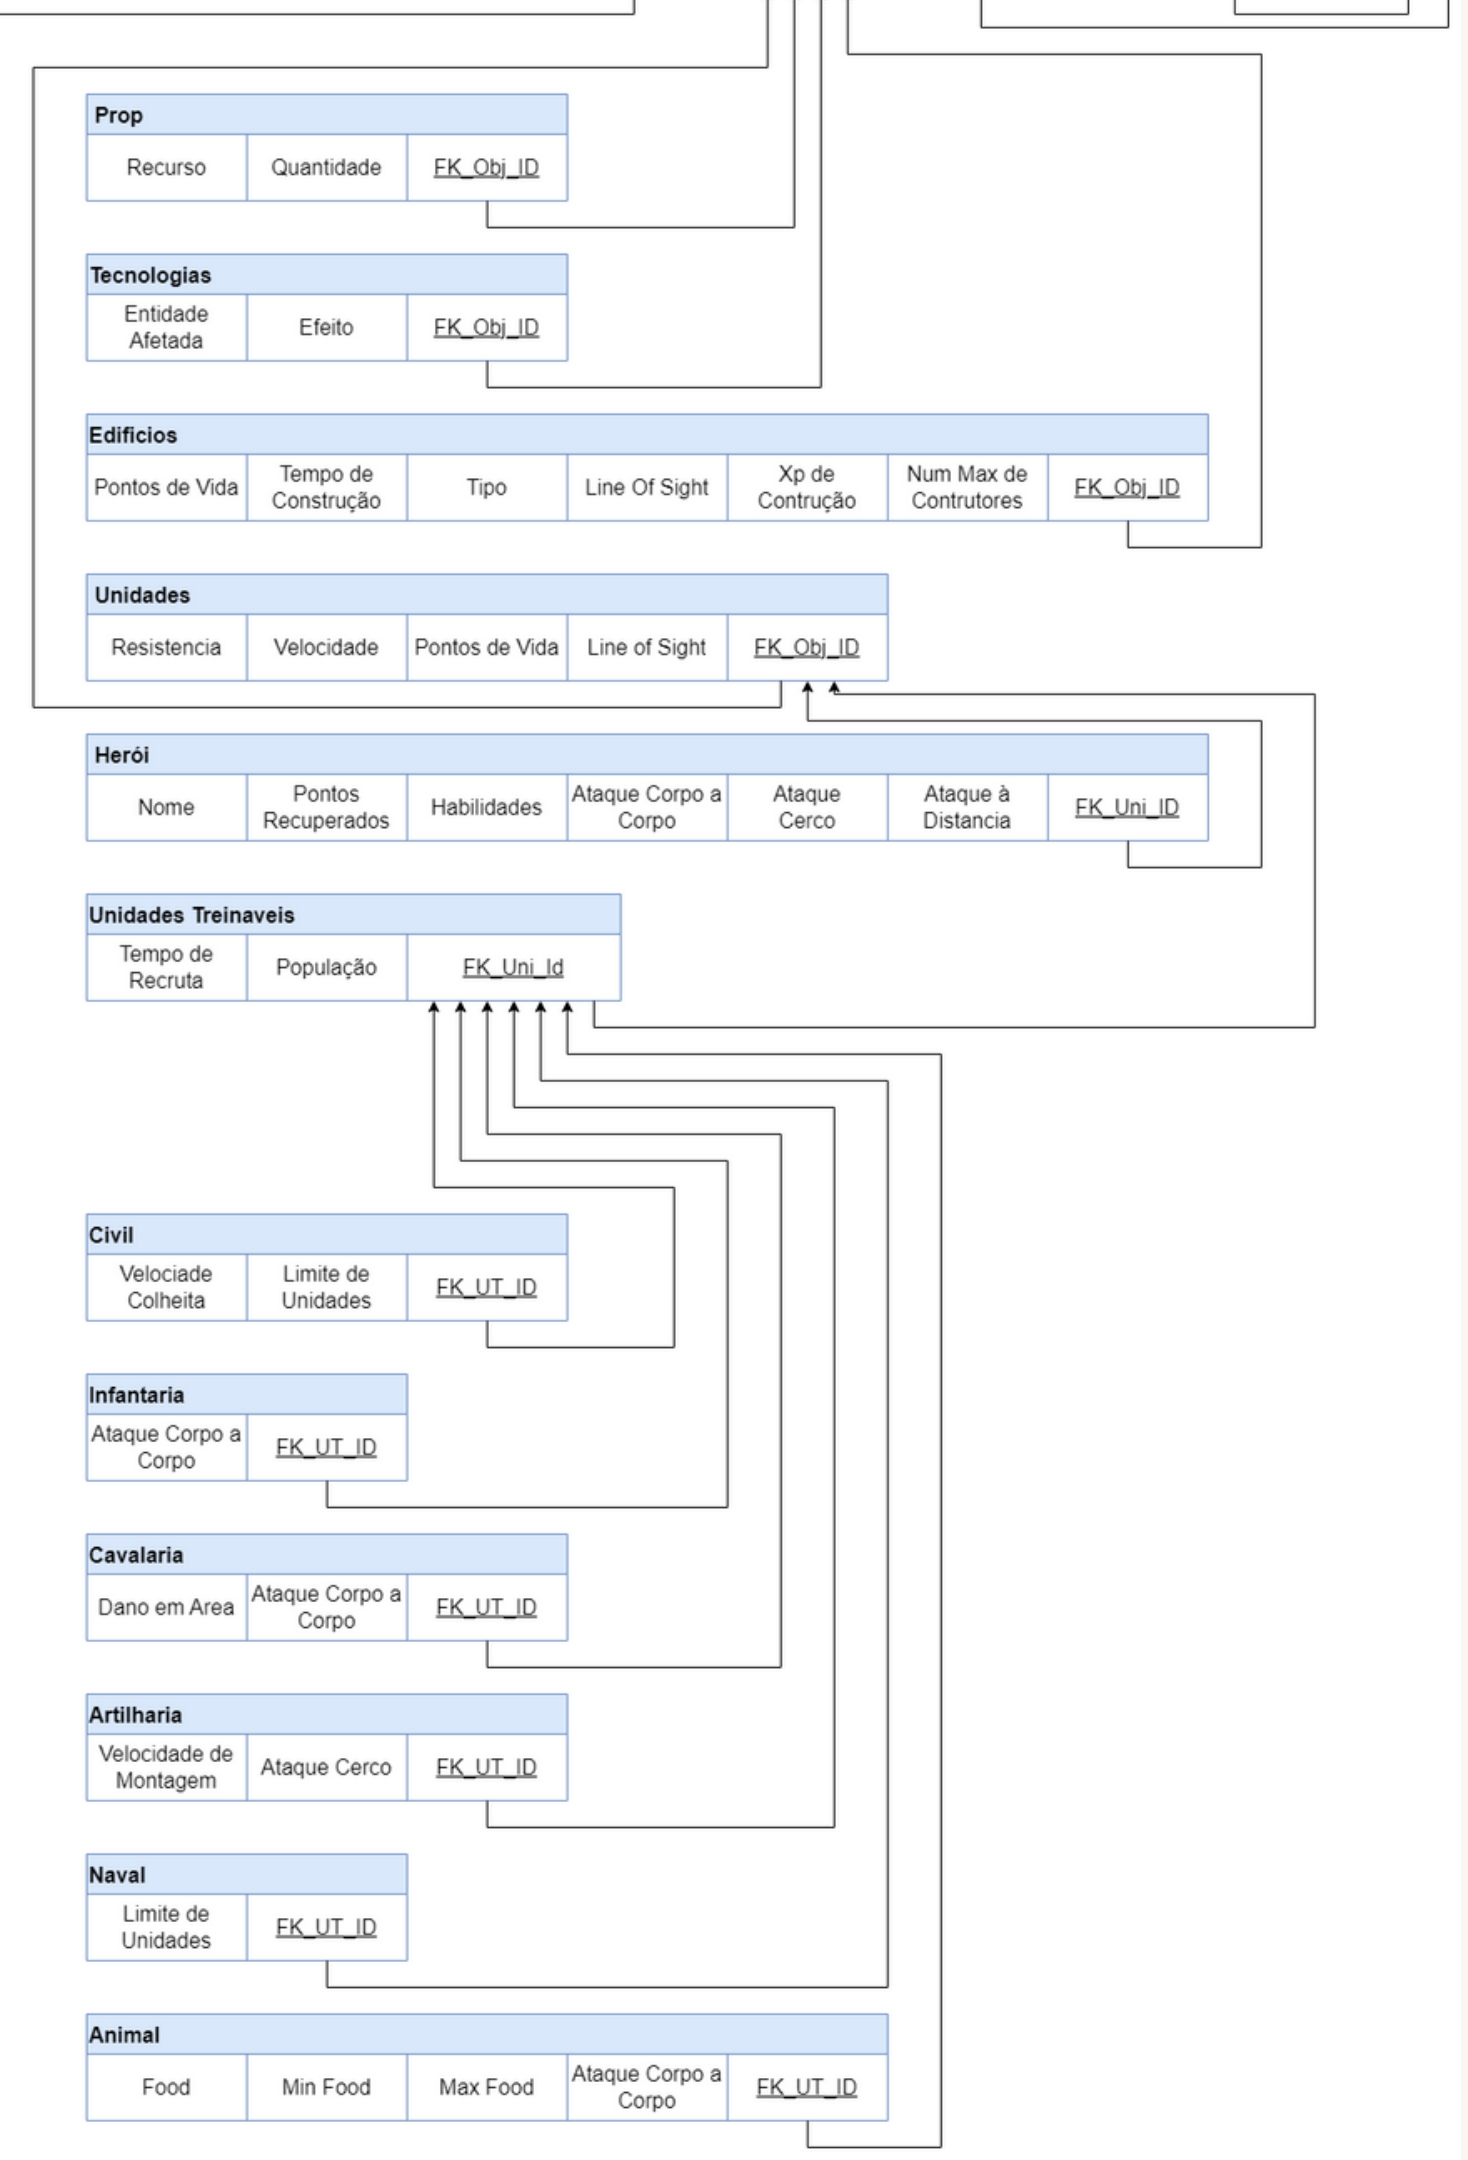 Prop
Recurso
Quantidade
FK_Obj_ID
Tecnologias
Entidade
Afetada
Efeito
FK_Obj_ID
Edificios
Pontos de Vida
Tempo de
Construção
Tipo
Line Of Sight
Xp de
Contrução
Num Max de
Contrutores
FK_Obj_ID
Unidades
Resistencia
Velocidade
Pontos de Vida
Line of Sight
FK_Obj_ID
Herói
Nome
Pontos
Recuperados
Habilidades
Ataque Corpo a
Corpo
Ataque
Cerco
Ataque à
Distancia
FK_Uni_ID
Unidades Treinaveis
Tempo de
Recruta
População
FK_Uni_Id
Civil
Velociade
Colheita
Limite de
Unidades
FK_UT_ID
Infantaria
Ataque Corpo a
Corpo
FK_UT_ID
Cavalaria
Dano em Area
Ataque Corpo a
Corpo
FK_UT_ID
Artilharia
Velocidade de
Montagem
Ataque Cerco
FK_UT_ID
Naval
Limite de
Unidades
FK_UT_ID
Animal
Food
Min Food
Max Food
Ataque Corpo a
Corpo
FK_UT_ID